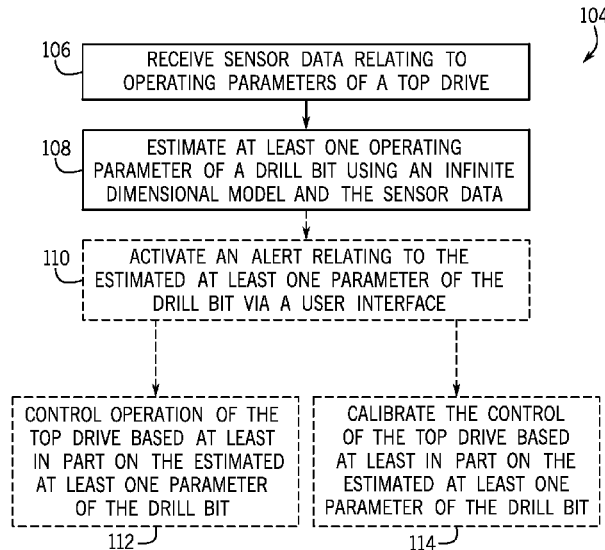 104
106
RECEIVE SENSOR DATA RELATING TO
OPERATING PARAMETERS OF A TOP DRIVE
108
ESTIMATE AT LEAST ONE OPERATING
PARAMETER OF A DRILL BIT USING AN INFINITE
DIMENSIONAL MODEL AND THE SENSOR DATA
110
ACTIVATE AN ALERT RELATING TO THE
ESTIMATED AT LEAST ONE PARAMETER OF THE
DRILL BIT VIA A USER INTERFACE
CONTROL OPERATION OF THE
TOP DRIVE BASED AT LEAST
IN PART ON THE ESTIMATED
AT LEAST ONE PARAMETER
OF THE DRILL BIT
112
CALIBRATE THE CONTROL
OF THE TOP DRIVE BASED
AT LEAST IN PART ON THE
ESTIMATED AT LEAST ONE
PARAMETER OF THE DRILL BIT
114